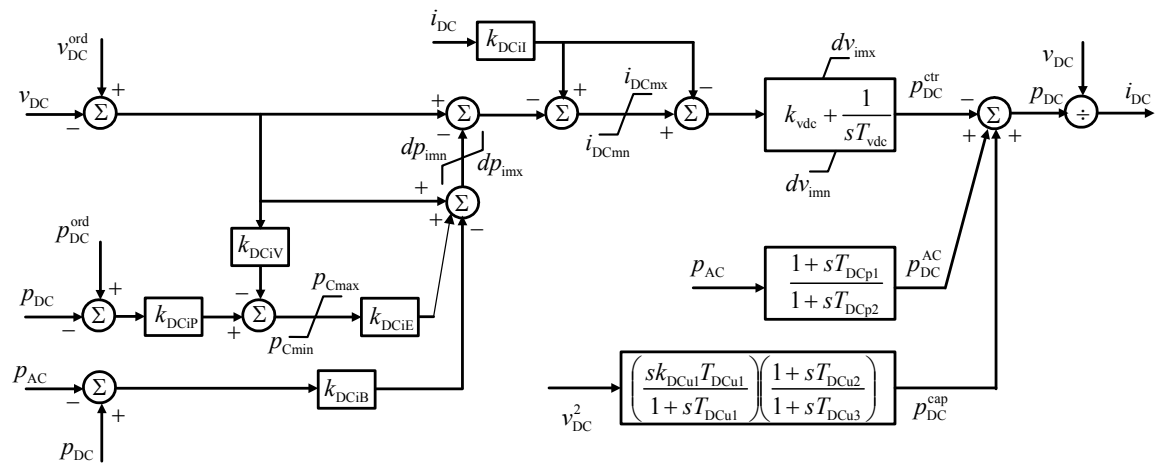 i_DC
k_DCiI
v_DC^ord
v_DC
+
−
Σ
+
−
Σ
−
+
Σ
i_DCmx
i_DCmn
−
+
Σ
dv_imx
k_vdc + 1/(sT_vdc)
dv_imn
p_DC^ctr
−
+
+
Σ
p_DC
v_DC
÷
i_DC
dp_imn
dp_imx
+
+
−
Σ
k_DCiV
p_DC^ord
p_DC
+
−
Σ
k_DCiP
−
+
Σ
p_Cmax
p_Cmin
k_DCiE
p_AC
(1 + sT_DCp1)/(1 + sT_DCp2)
p_DC^AC
p_AC
−
+
Σ
p_DC
k_DCiB
v_DC^2
((sk_DCu1 T_DCu1)/(1 + sT_DCu1))((1 + sT_DCu2)/(1 + sT_DCu3))
p_DC^cap